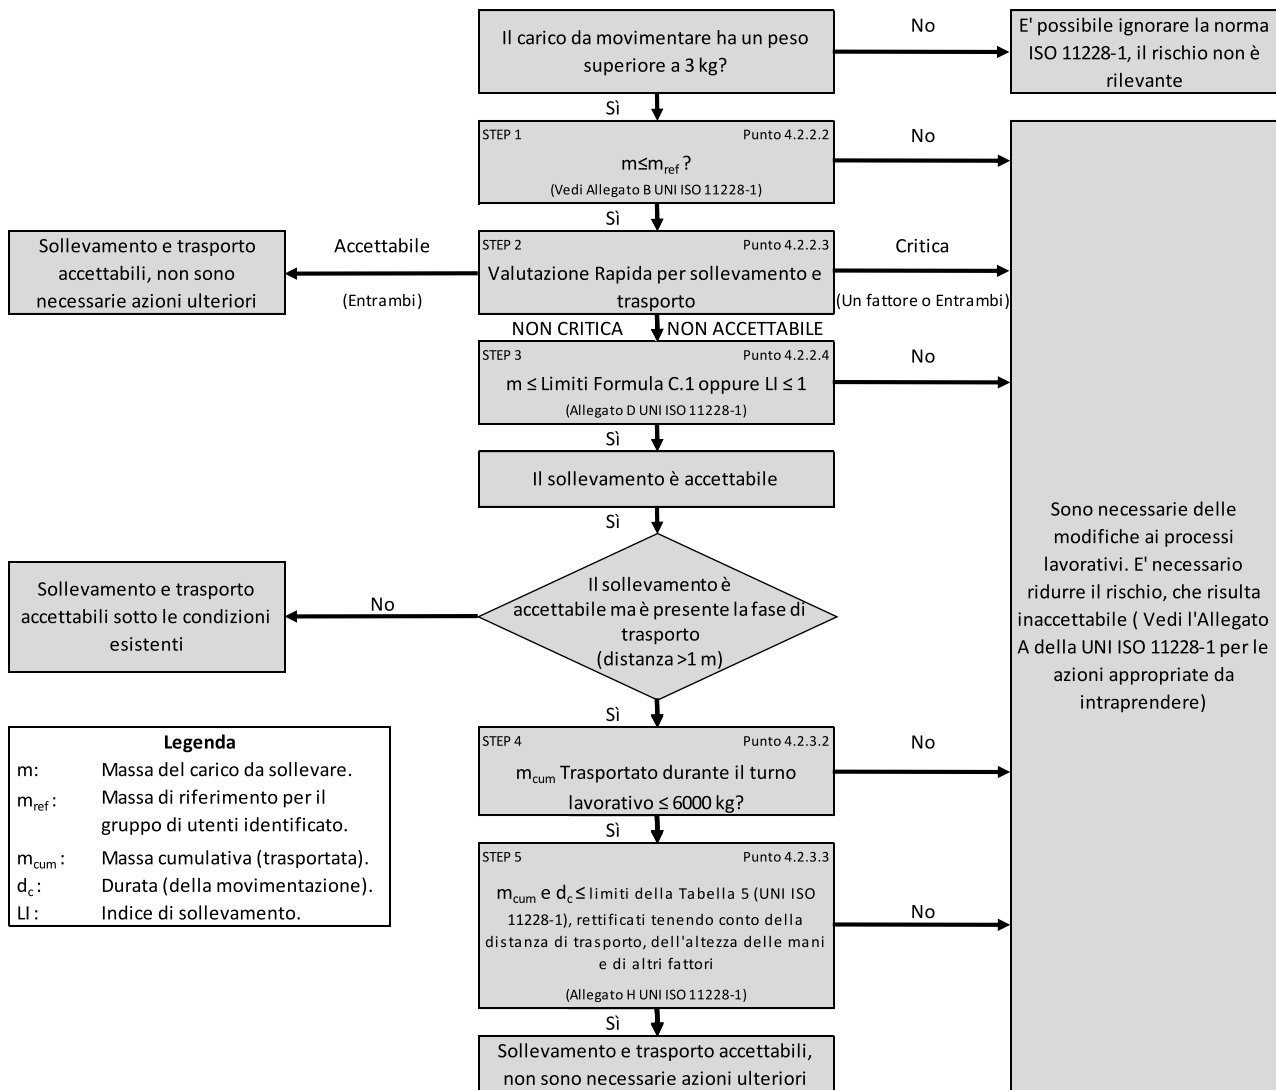 Il carico da movimentare ha un peso
superiore a 3 kg?
No
E' possibile ignorare la norma
ISO 11228-1, il rischio non è
rilevante
Sì
STEP 1
Punto 4.2.2.2
m≤mref ?
(Vedi Allegato B UNI ISO 11228-1)
No
Sì
Sollevamento e trasporto
accettabili, non sono
necessarie azioni ulteriori
Accettabile
(Entrambi)
STEP 2
Punto 4.2.2.3
Valutazione Rapida per sollevamento e
trasporto
Critica
(Un fattore o Entrambi)
NON CRITICA
NON ACCETTABILE
STEP 3
Punto 4.2.2.4
m ≤ Limiti Formula C.1 oppure LI ≤ 1
(Allegato D UNI ISO 11228-1)
No
Sì
Il sollevamento è accettabile
Sì
Sollevamento e trasporto
accettabili sotto le condizioni
esistenti
No
Il sollevamento è
accettabile ma è presente la fase di
trasporto
(distanza >1 m)
Sono necessarie delle
modifiche ai processi
lavorativi. E' necessario
ridurre il rischio, che risulta
inaccettabile ( Vedi l'Allegato
A della UNI ISO 11228-1 per le
azioni appropriate da
intraprendere)
Sì
Legenda
m: Massa del carico da sollevare.
mref : Massa di riferimento per il
gruppo di utenti identificato.
mcum : Massa cumulativa (trasportata).
dc : Durata (della movimentazione).
LI : Indice di sollevamento.
STEP 4
Punto 4.2.3.2
mcum Trasportato durante il turno
lavorativo ≤ 6000 kg?
No
Sì
STEP 5
Punto 4.2.3.3
mcum e dc ≤ limiti della Tabella 5 (UNI ISO
11228-1), rettificati tenendo conto della
distanza di trasporto, dell'altezza delle mani
e di altri fattori
(Allegato H UNI ISO 11228-1)
No
Sì
Sollevamento e trasporto accettabili,
non sono necessarie azioni ulteriori